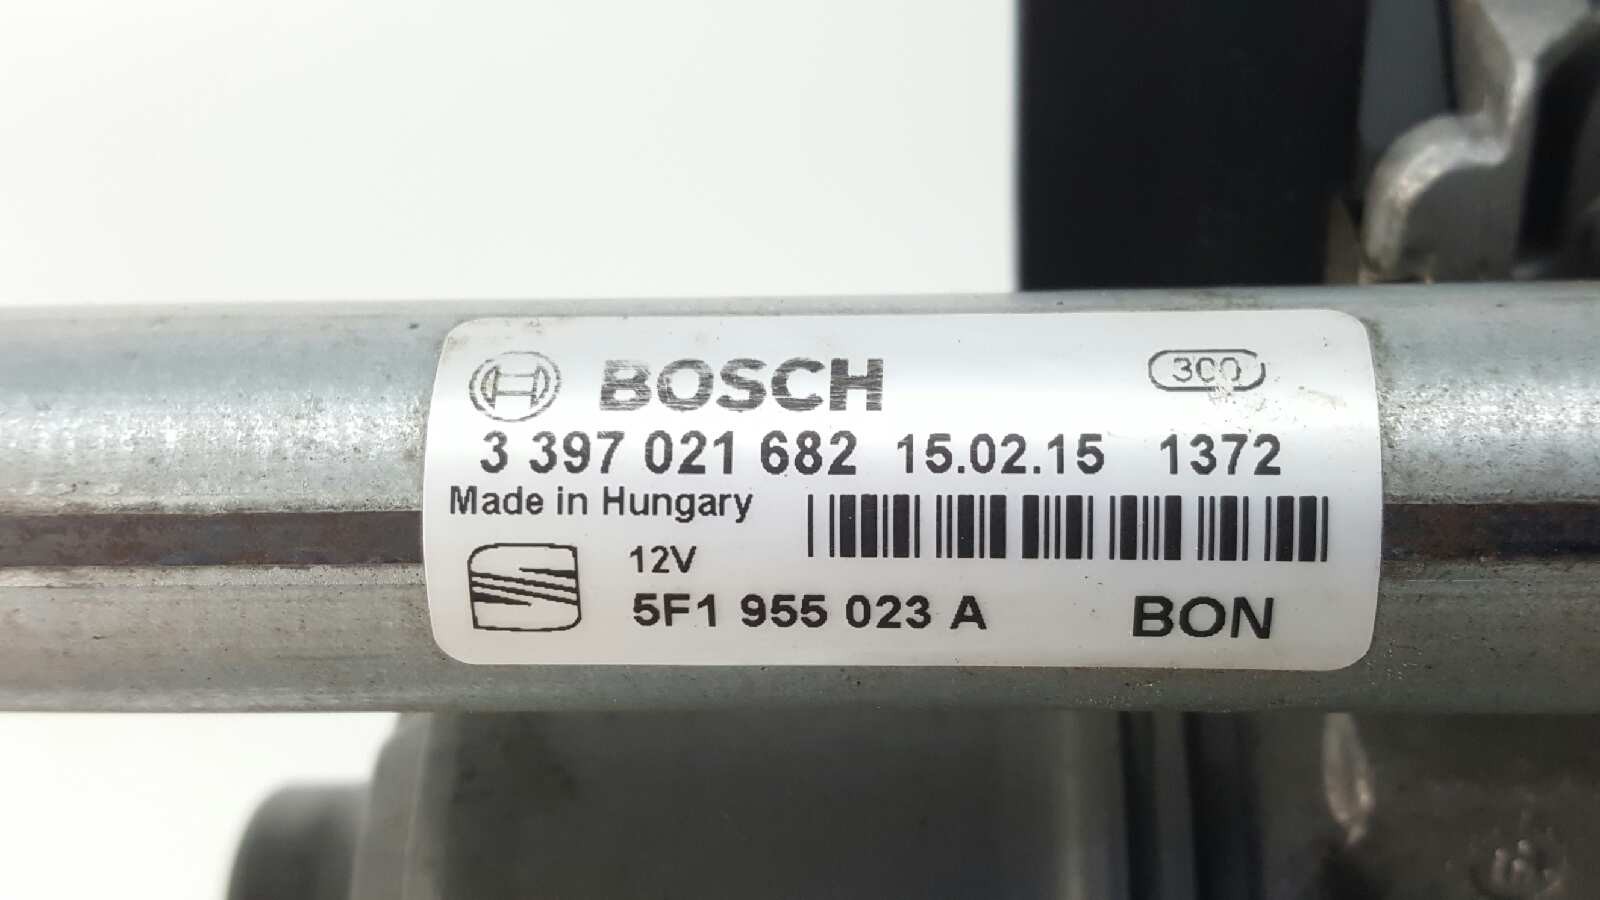 BOSCH 300
3 397 021 682 15.02.15 1372
Made in Hungary
12V
5F1 955 023 A BON